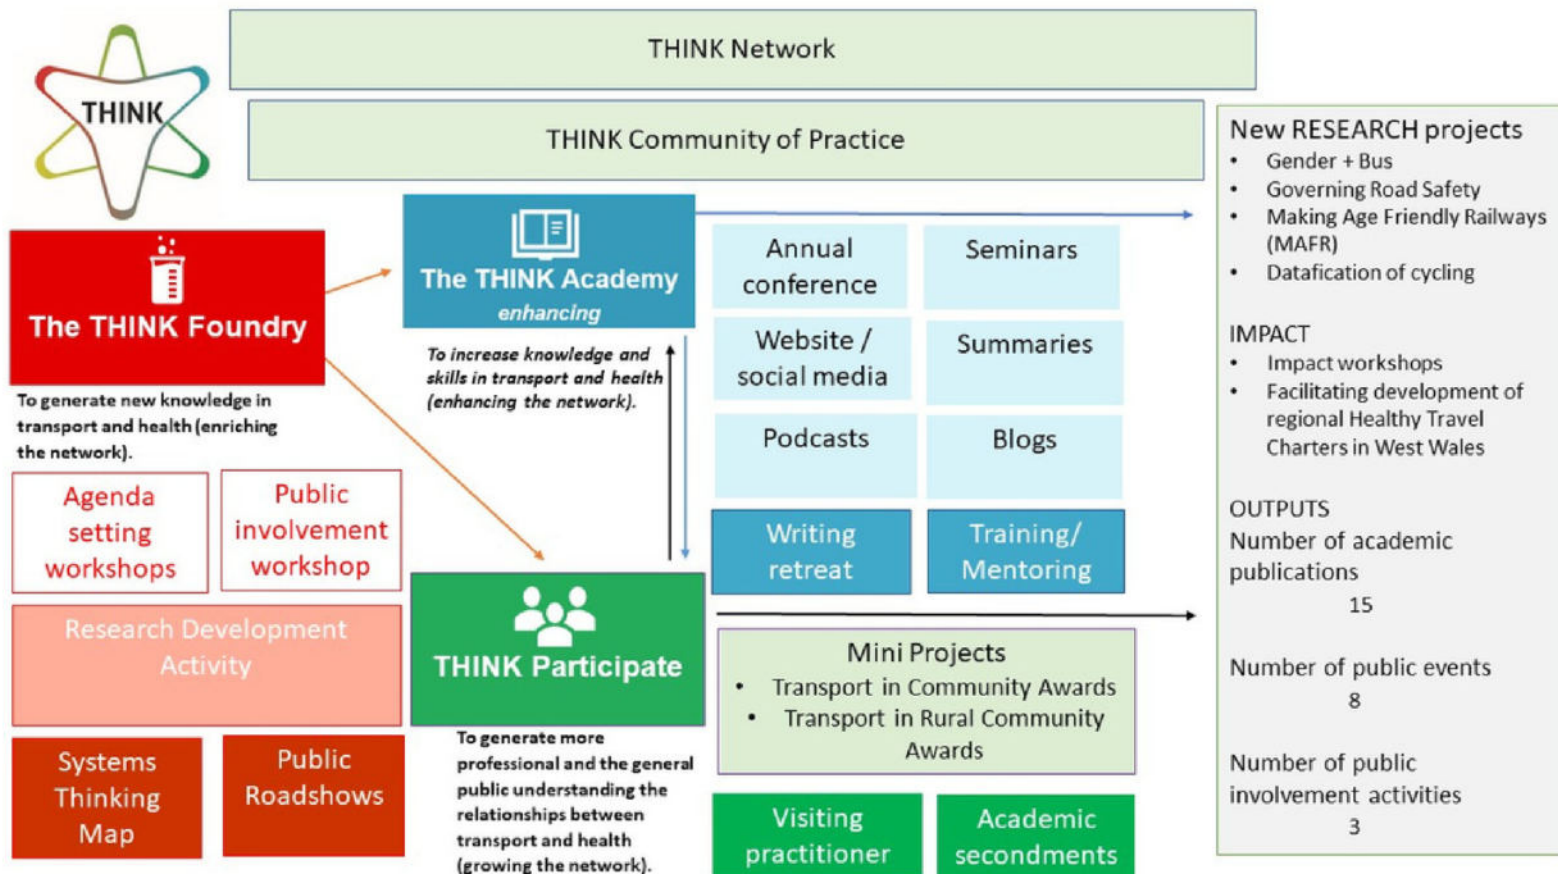 THINK
THINK Network
THINK Community of Practice
The THINK Foundry
To generate new knowledge in
transport and health (enriching
the network).
Agenda
setting
workshops
Public
involvement
workshop
Research Development
Activity
Systems
Thinking
Map
Public
Roadshows
The THINK Academy
enhancing
To increase knowledge and
skills in transport and health
(enhancing the network).
THINK Participate
To generate more
professional and the general
public understanding the
relationships between
transport and health
(growing the network).
Annual
conference
Seminars
Website /
social media
Summaries
Podcasts
Blogs
Writing
retreat
Training/
Mentoring
Mini Projects
• Transport in Community Awards
• Transport in Rural Community
Awards
Visiting
practitioner
Academic
secondments
New RESEARCH projects
• Gender + Bus
• Governing Road Safety
• Making Age Friendly Railways
(MAFR)
• Datafication of cycling
IMPACT
• Impact workshops
• Facilitating development of
regional Healthy Travel
Charters in West Wales
OUTPUTS
Number of academic
publications
15
Number of public events
8
Number of public
involvement activities
3